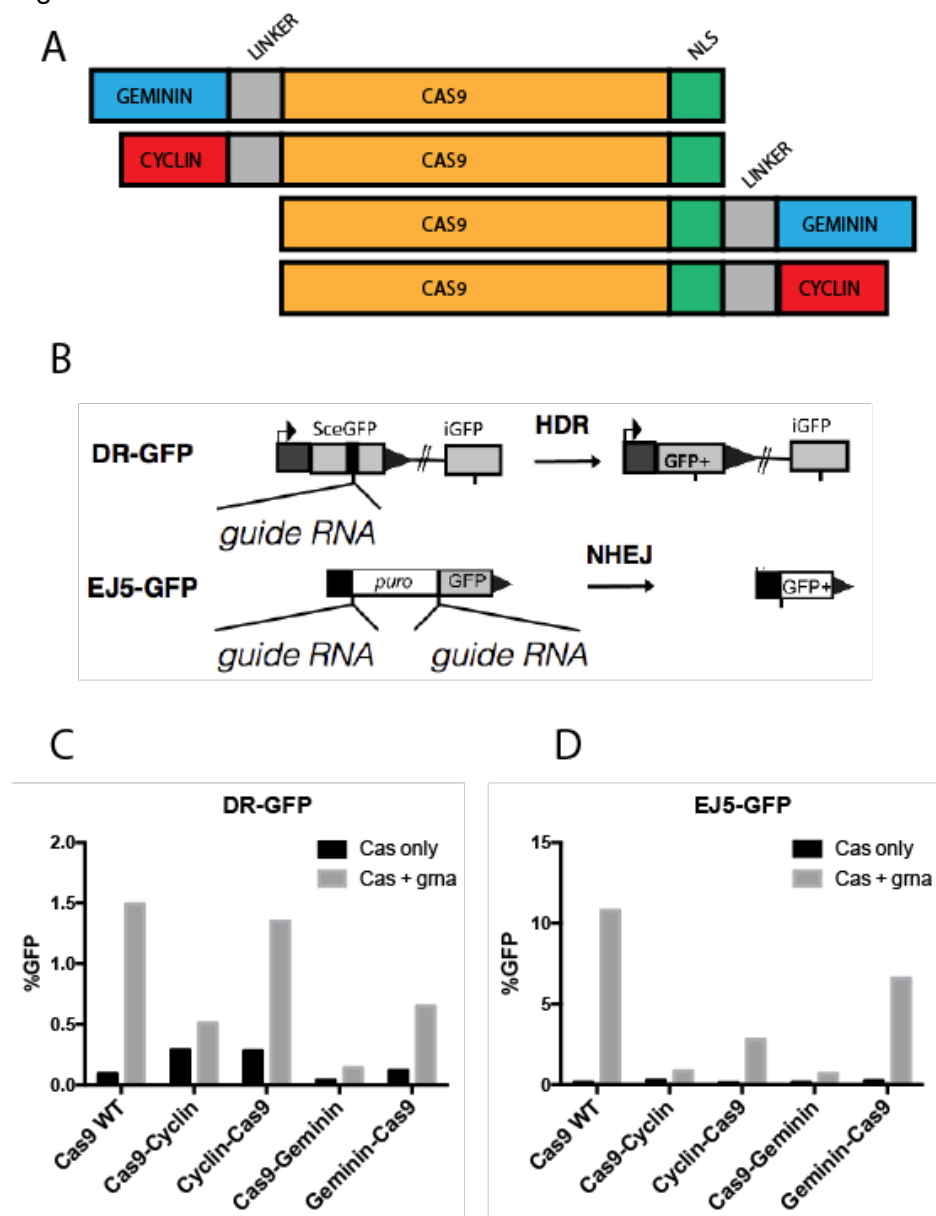 A
LINKER
NLS
GEMININ
CAS9
CYCLIN
CAS9
LINKER
CAS9
GEMININ
CAS9
CYCLIN
B
DR-GFP
SceGFP
iGFP
HDR
GFP+
iGFP
guide RNA
EJ5-GFP
puro
GFP
NHEJ
GFP+
guide RNA
guide RNA
C
DR-GFP
Cas only
Cas + grna
%GFP
2.0
1.5
1.0
0.5
0.0
Cas9 WT
Cas9-Cyclin
Cyclin-Cas9
Cas9-Geminin
Geminin-Cas9
D
EJ5-GFP
Cas only
Cas + grna
%GFP
15
10
5
0
Cas9 WT
Cas9-Cyclin
Cyclin-Cas9
Cas9-Geminin
Geminin-Cas9